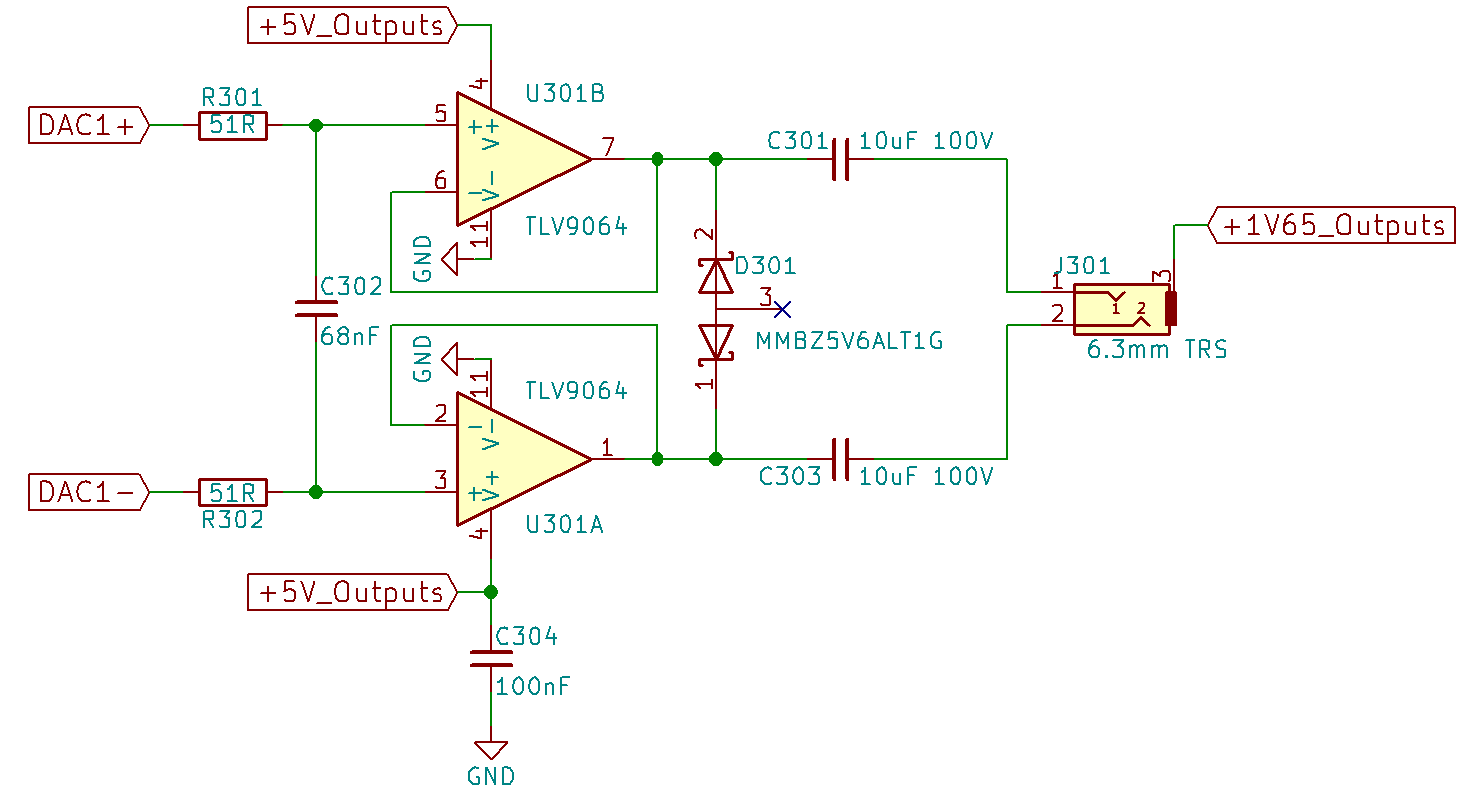 +5V_Outputs
4
U301B
R301
DAC1+
51R
5
+
V+
7
C301
10uF 100V
6
-
V-
TLV9064
11
GND
+1V65_Outputs
2
D301
J301
3
1
3
C302
1
2
2
68nF
MMBZ5V6ALT1G
6.3mm TRS
GND
11
TLV9064
1
2
-
V-
1
C303
10uF 100V
DAC1-
51R
3
+
V+
R302
4
U301A
+5V_Outputs
C304
100nF
GND